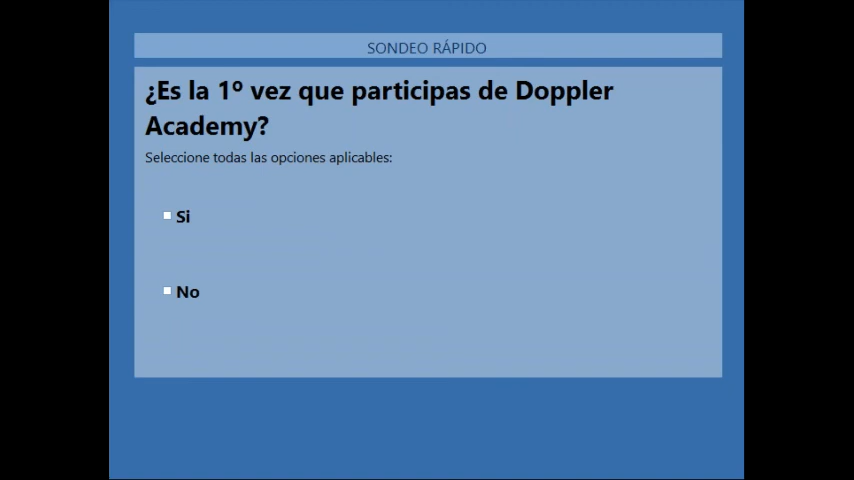 SONDEO RÁPIDO
¿Es la 1º vez que participas de Doppler
Academy?
Seleccione todas las opciones aplicables:
Si
No